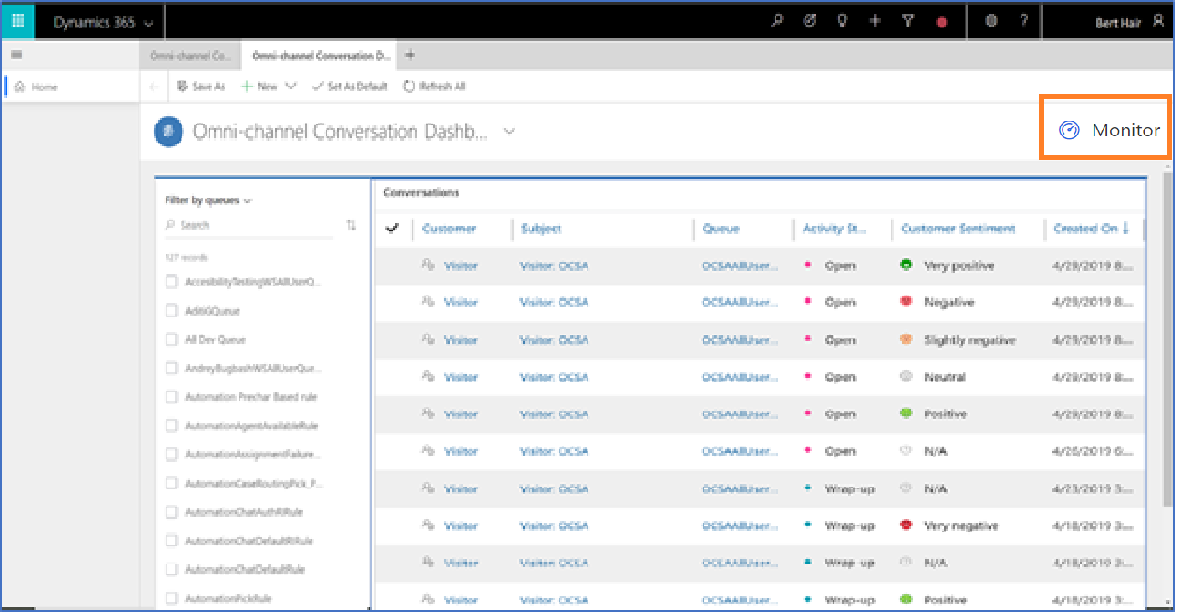 Dynamics 365
Bert Hair
Omni-channel Co... Omni-channel Conversation D...
Home
Save As New Set As Default Refresh All
Omni-channel Conversation Dashb...
Monitor
Filter by queues
Search
127 records
AccesibilityTestingWSAllUserQ...
AditiGQueue
All Dev Queue
AndreyBugbashWSAllUserQue...
Automation Prechar Based rule
AutomationAgentAvailableRule
AutomationAssignmentFailure...
AutomationCaseRoutingPick_P...
AutomationChatAuthRlRule
AutomationChatDefaultRlRule
AutomationChatDefaultRule
AutomationPickRule
Conversations
Customer Subject Queue Activity St... Customer Sentiment Created On
Visitor Visitor: OCSA OCSAAllUser... Open Very positive 4/29/2019 8:...
Visitor Visitor: OCSA OCSAAllUser... Open Negative 4/29/2019 8:...
Visitor Visitor: OCSA OCSAAllUser... Open Slightly negative 4/29/2019 8:...
Visitor Visitor: OCSA OCSAAllUser... Open Neutral 4/29/2019 8:...
Visitor Visitor: OCSA OCSAAllUser... Open Positive 4/29/2019 8:...
Visitor Visitor: OCSA OCSAAllUser... Open N/A 4/26/2019 6:...
Visitor Visitor: OCSA OCSAAllUser... Wrap-up N/A 4/23/2019 3:...
Visitor Visitor: OCSA OCSAAllUser... Wrap-up Very negative 4/18/2019 3:...
Visitor Visitor: OCSA OCSAAllUser... Wrap-up N/A 4/18/2019 3:...
Visitor Visitor: OCSA OCSAAllUser... Wrap-up Positive 4/18/2019 3:...